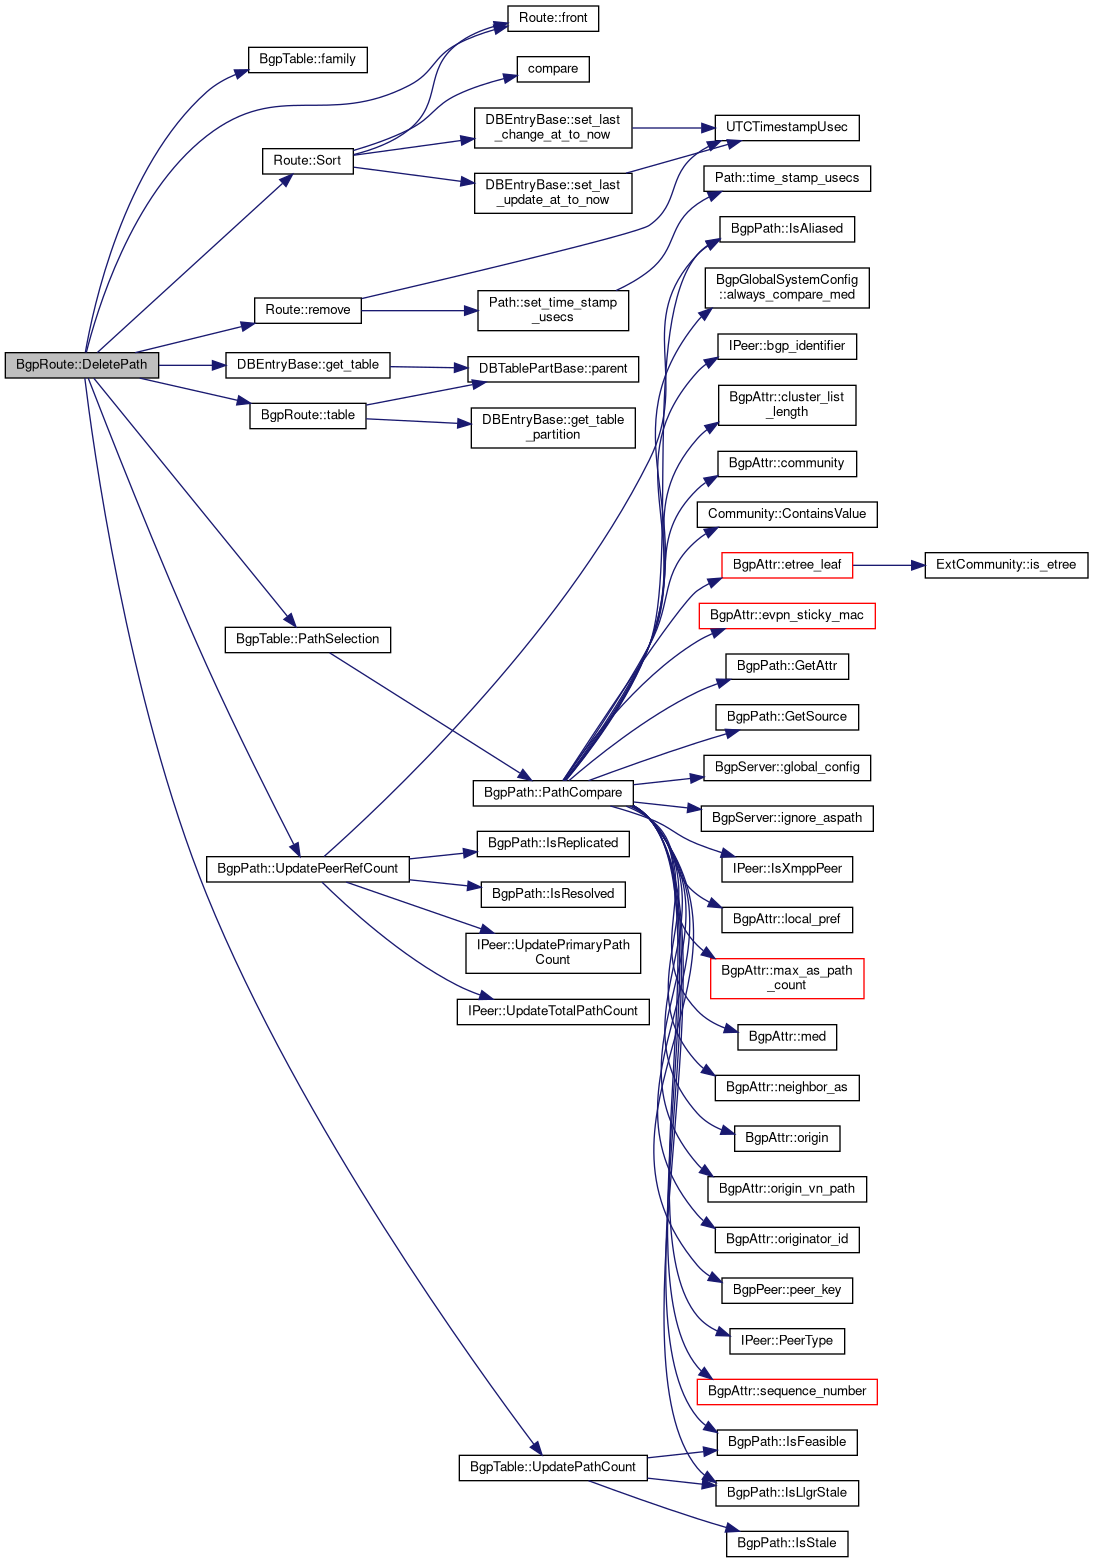 Route::front
BgpTable::family
compare
DBEntryBase::set_last
_change_at_to_now
UTCTimestampUsec
Route::Sort
DBEntryBase::set_last
_update_at_to_now
Path::time_stamp_usecs
BgpPath::IsAliased
BgpGlobalSystemConfig
::always_compare_med
Route::remove
Path::set_time_stamp
_usecs
IPeer::bgp_identifier
BgpRoute::DeletePath
DBEntryBase::get_table
DBTablePartBase::parent
BgpAttr::cluster_list
_length
BgpRoute::table
DBEntryBase::get_table
_partition
BgpAttr::community
Community::ContainsValue
BgpAttr::etree_leaf
ExtCommunity::is_etree
BgpAttr::evpn_sticky_mac
BgpTable::PathSelection
BgpPath::GetAttr
BgpPath::GetSource
BgpServer::global_config
BgpPath::PathCompare
BgpServer::ignore_aspath
BgpPath::IsReplicated
BgpPath::UpdatePeerRefCount
IPeer::IsXmppPeer
BgpPath::IsResolved
BgpAttr::local_pref
IPeer::UpdatePrimaryPath
Count
BgpAttr::max_as_path
_count
IPeer::UpdateTotalPathCount
BgpAttr::med
BgpAttr::neighbor_as
BgpAttr::origin
BgpAttr::origin_vn_path
BgpAttr::originator_id
BgpPeer::peer_key
IPeer::PeerType
BgpAttr::sequence_number
BgpPath::IsFeasible
BgpTable::UpdatePathCount
BgpPath::IsLlgrStale
BgpPath::IsStale